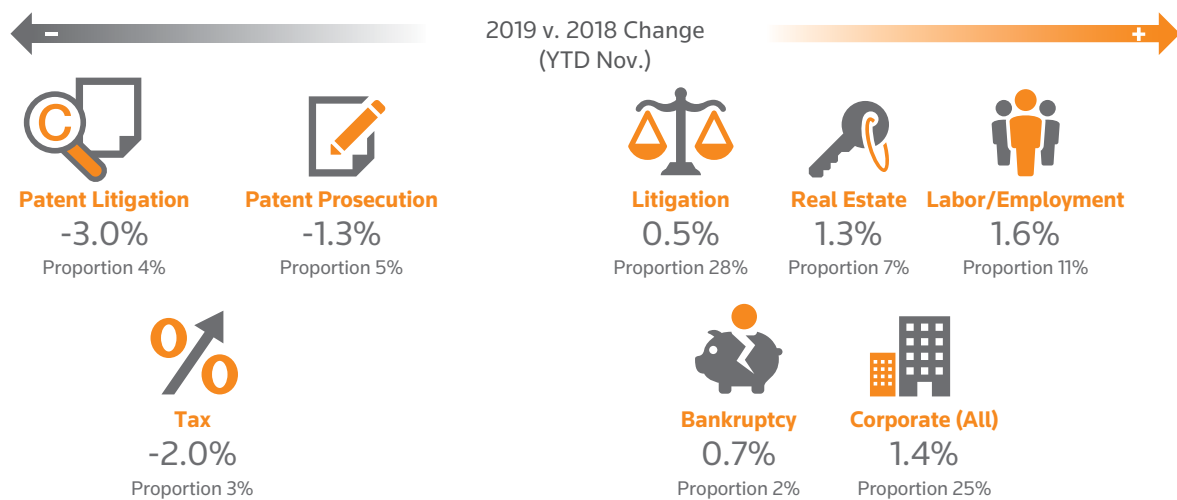 2019 v. 2018 Change
(YTD Nov.)
- +
C
Patent Litigation
-3.0%
Proportion 4%
Patent Prosecution
-1.3%
Proportion 5%
Litigation
0.5%
Proportion 28%
Real Estate
1.3%
Proportion 7%
Labor/Employment
1.6%
Proportion 11%
%
Tax
-2.0%
Proportion 3%
Bankruptcy
0.7%
Proportion 2%
Corporate (All)
1.4%
Proportion 25%